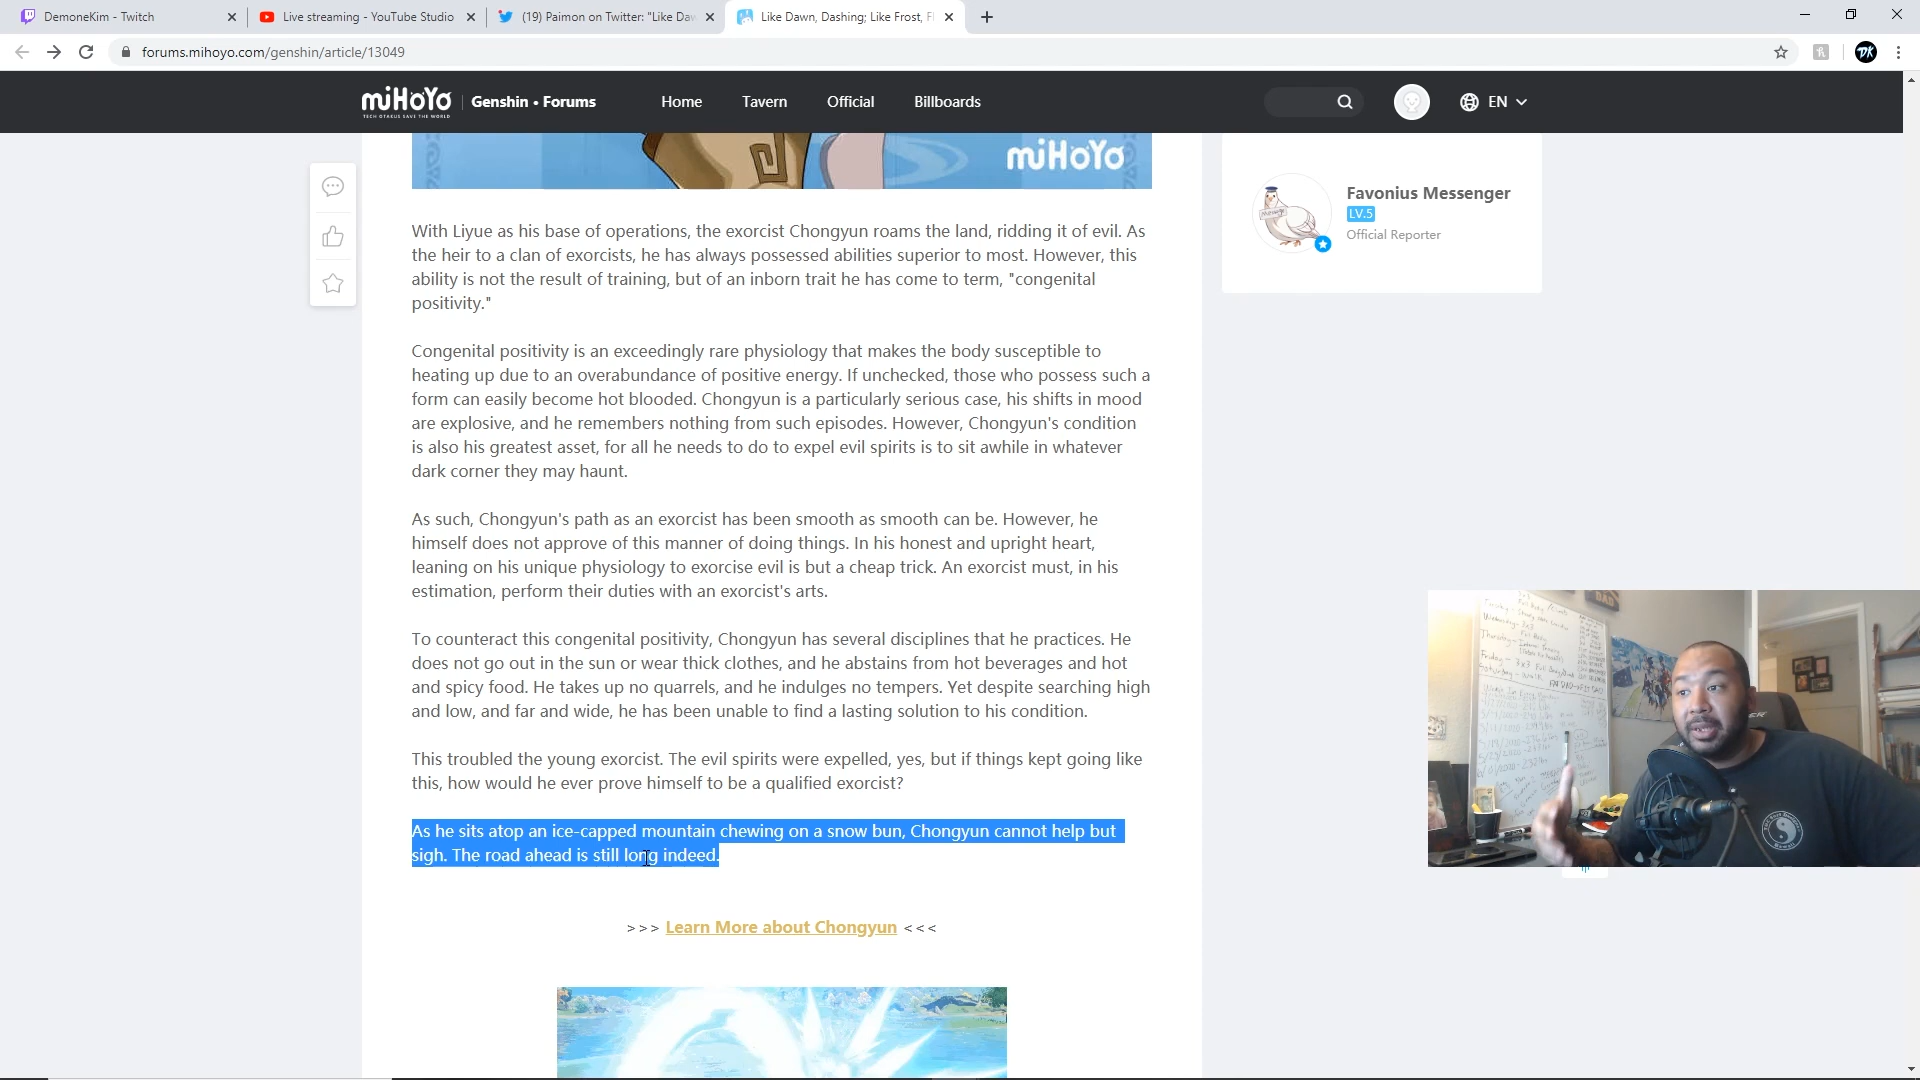 DemoneKim - Twitch
Live streaming - YouTube Studio
(19) Paimon on Twitter: "Like Daw
Like Dawn, Dashing; Like Frost, F
forums.mihoyo.com/genshin/article/13049
DK
miHoYo
TECH OTAKUS SAVE THE WORLD
Genshin • Forums
Home
Tavern
Official
Billboards
EN
miHoYo
Favonius Messenger
LV.5
Official Reporter
With Liyue as his base of operations, the exorcist Chongyun roams the land, ridding it of evil. As
the heir to a clan of exorcists, he has always possessed abilities superior to most. However, this
ability is not the result of training, but of an inborn trait he has come to term, "congenital
positivity."
Congenital positivity is an exceedingly rare physiology that makes the body susceptible to
heating up due to an overabundance of positive energy. If unchecked, those who possess such a
form can easily become hot blooded. Chongyun is a particularly serious case, his shifts in mood
are explosive, and he remembers nothing from such episodes. However, Chongyun's condition
is also his greatest asset, for all he needs to do to expel evil spirits is to sit awhile in whatever
dark corner they may haunt.
As such, Chongyun's path as an exorcist has been smooth as smooth can be. However, he
himself does not approve of this manner of doing things. In his honest and upright heart,
leaning on his unique physiology to exorcise evil is but a cheap trick. An exorcist must, in his
estimation, perform their duties with an exorcist's arts.
To counteract this congenital positivity, Chongyun has several disciplines that he practices. He
does not go out in the sun or wear thick clothes, and he abstains from hot beverages and hot
and spicy food. He takes up no quarrels, and he indulges no tempers. Yet despite searching high
and low, and far and wide, he has been unable to find a lasting solution to his condition.
This troubled the young exorcist. The evil spirits were expelled, yes, but if things kept going like
this, how would he ever prove himself to be a qualified exorcist?
As he sits atop an ice-capped mountain chewing on a snow bun, Chongyun cannot help but
sigh. The road ahead is still long indeed.
>>> Learn More about Chongyun <<<